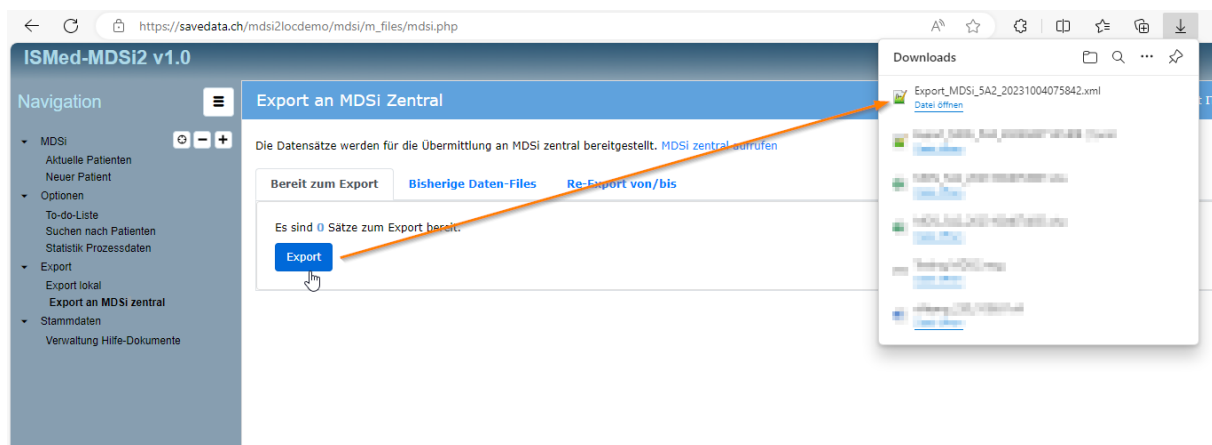 https://savedata.ch/mdsi2locdemo/mdsi/m_files/mdsi.php
ISMed-MDSi2 v1.0
Navigation
MDSi
Aktuelle Patienten
Neuer Patient
Optionen
To-do-Liste
Suchen nach Patienten
Statistik Prozessdaten
Export
Export lokal
Export an MDSi zentral
Stammdaten
Verwaltung Hilfe-Dokumente
Export an MDSi Zentral
Die Datensätze werden für die Übermittlung an MDSi zentral bereitgestellt. MDSi zentral aufrufen
Bereit zum Export Bisherige Daten-Files Re-Export von/bis
Es sind 0 Sätze zum Export bereit.
Export
Downloads
Export_MDSi_5A2_20231004075842.xml
Datei öffnen